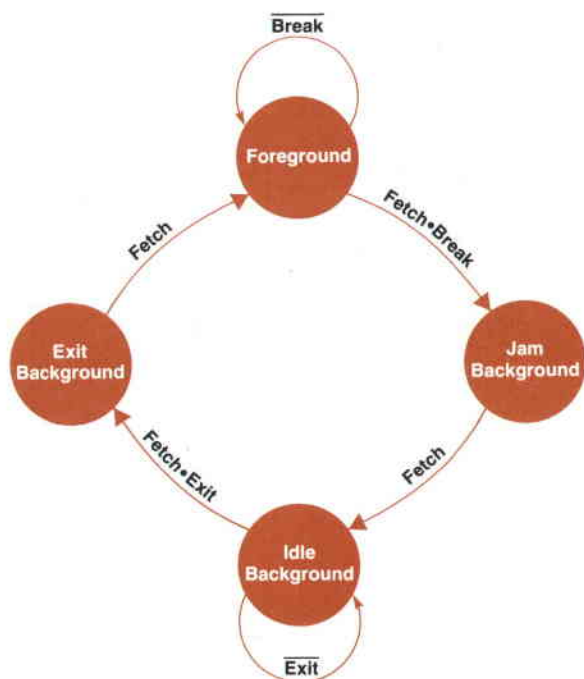 Break
Foreground
Fetch
Fetch•Break
Exit
Background
Jam
Background
Fetch•Exit
Fetch
Idle
Background
Exit